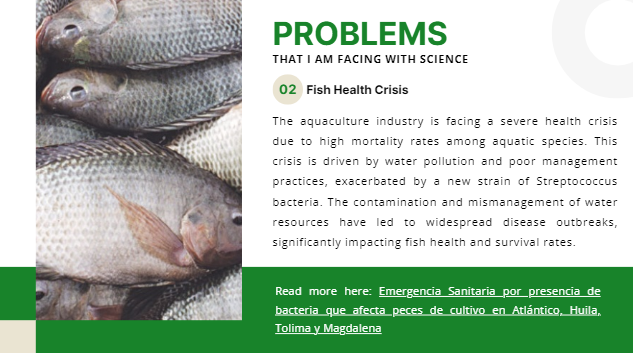 PROBLEMS
THAT I AM FACING WITH SCIENCE
02 Fish Health Crisis
The aquaculture industry is facing a severe health crisis
due to high mortality rates among aquatic species. This
crisis is driven by water pollution and poor management
practices, exacerbated by a new strain of Streptococcus
bacteria. The contamination and mismanagement of water
resources have led to widespread disease outbreaks,
significantly impacting fish health and survival rates.
Read more here: Emergencia Sanitaria por presencia de
bacteria que afecta peces de cultivo en Atlántico, Huila,
Tolima y Magdalena